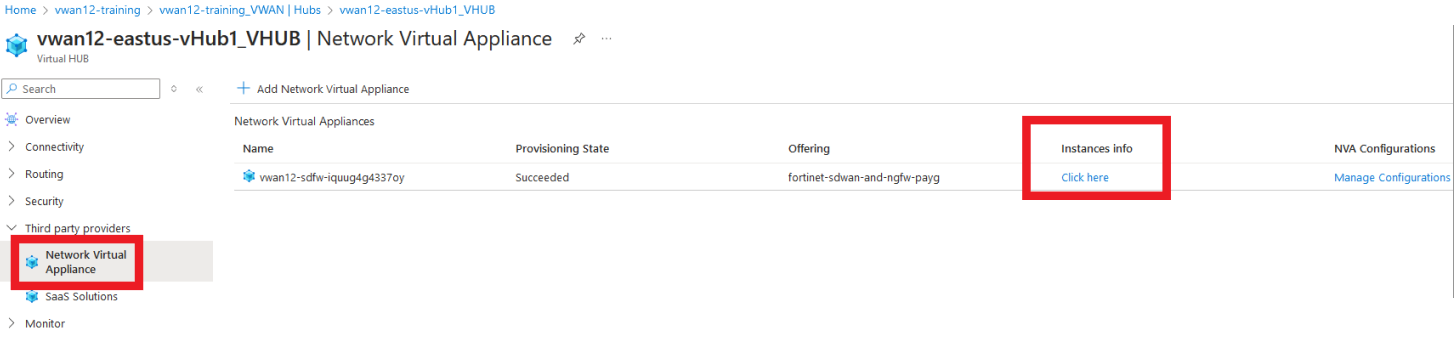 Home > vwan12-training > vwan12-training_VWAN | Hubs > vwan12-eastus-vHub1_VHUB
vwan12-eastus-vHub1_VHUB | Network Virtual Appliance ...
Virtual HUB
Search
Overview
Connectivity
Routing
Security
Third party providers
Network Virtual
Appliance
SaaS Solutions
Monitor
+ Add Network Virtual Appliance
Network Virtual Appliances
Name Provisioning State Offering Instances info NVA Configurations
vwan12-sdfw-iquug4g4337oy Succeeded fortinet-sdwan-and-ngfw-payg Click here Manage Configurations